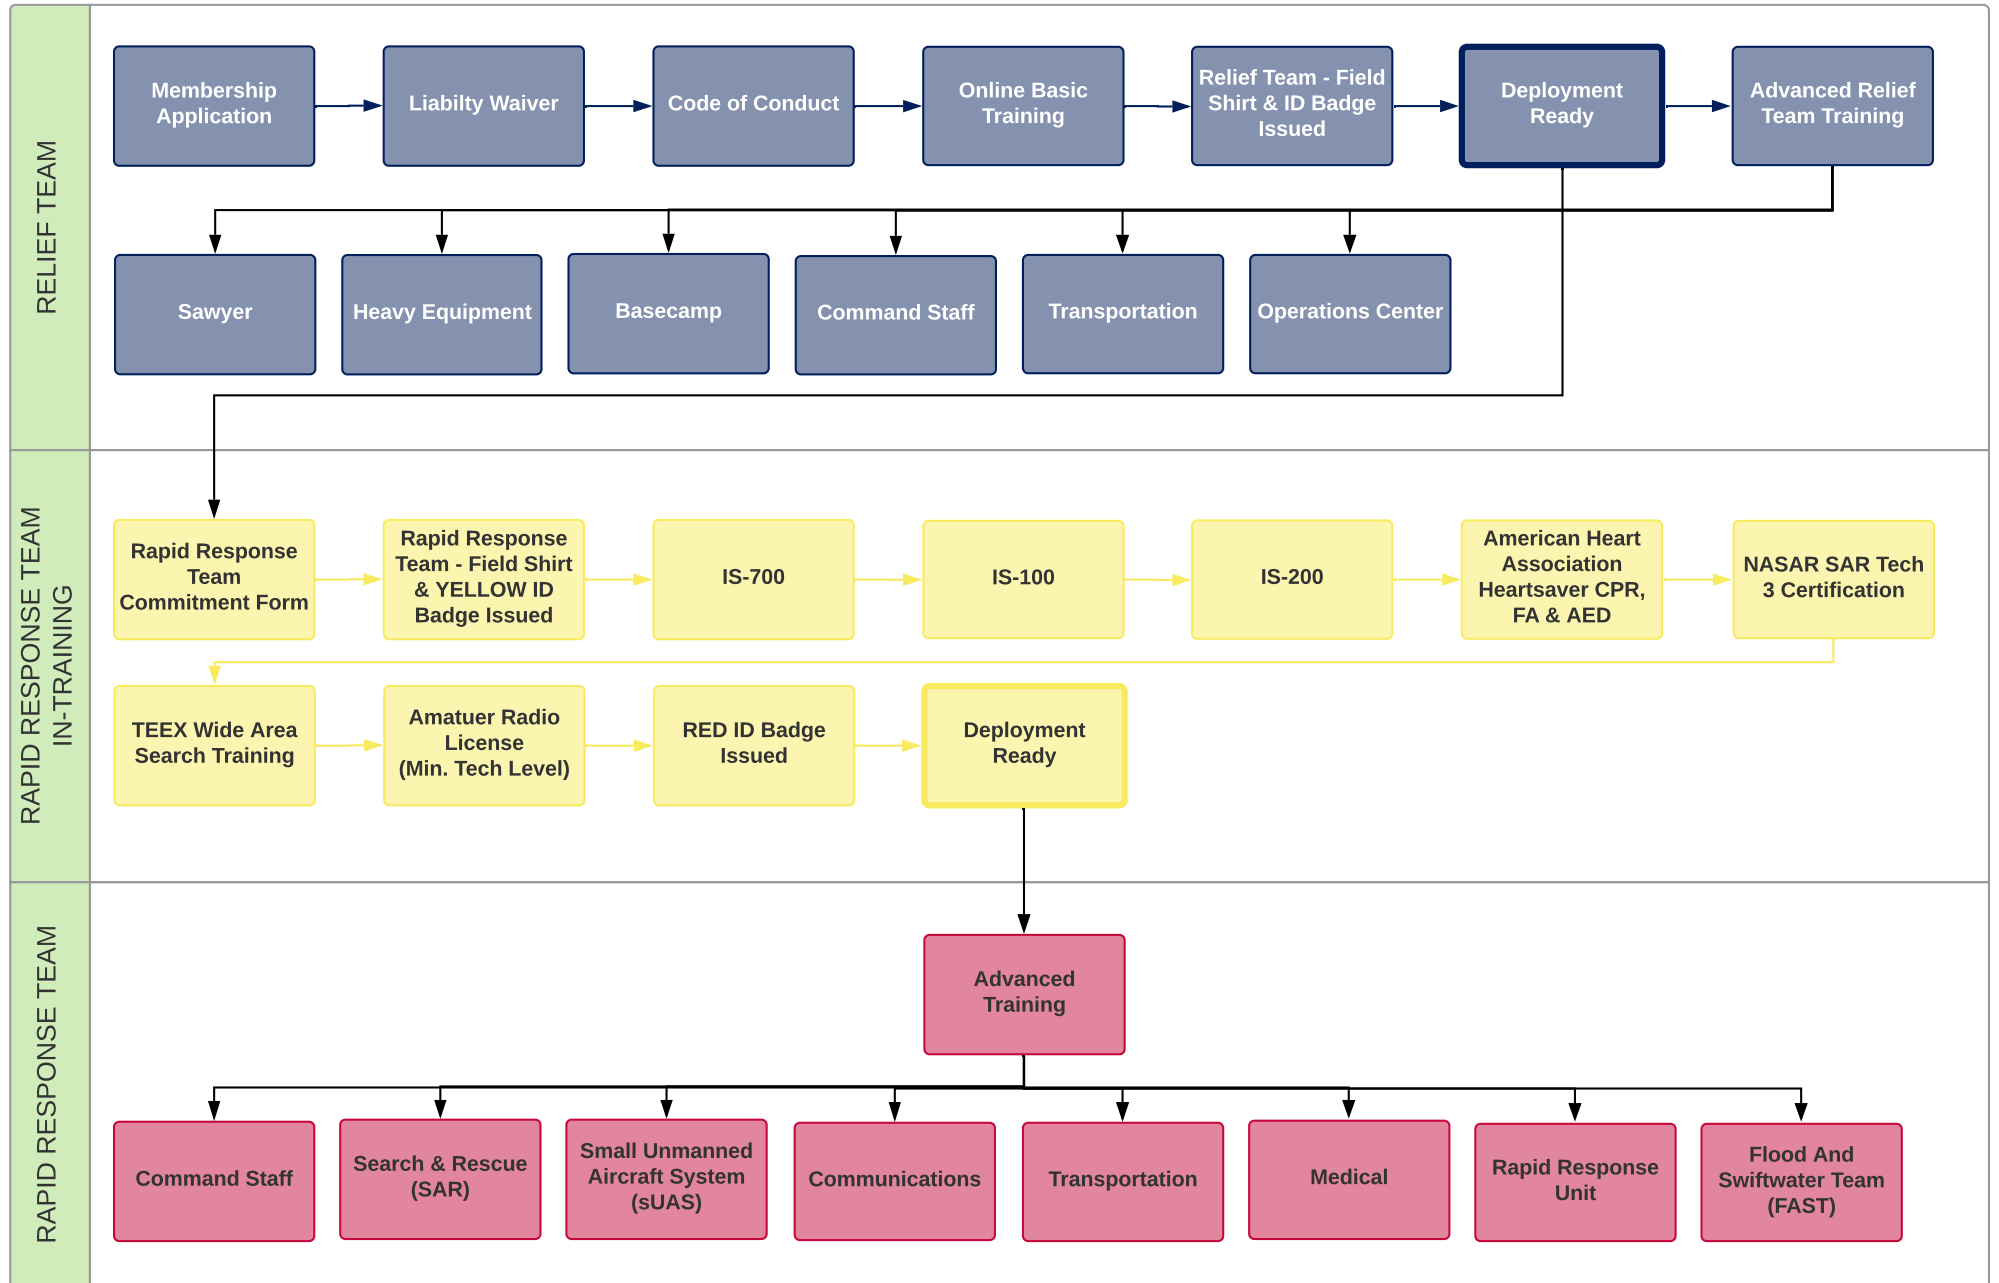 RELIEF TEAM
Membership
Application
Liabilty Waiver
Code of Conduct
Online Basic
Training
Relief Team - Field
Shirt & ID Badge
Issued
Deployment
Ready
Advanced Relief
Team Training
Sawyer
Heavy Equipment
Basecamp
Command Staff
Transportation
Operations Center
RAPID RESPONSE TEAM
IN-TRAINING
Rapid Response
Team
Commitment Form
Rapid Response
Team - Field Shirt
& YELLOW ID
Badge Issued
IS-700
IS-100
IS-200
American Heart
Association
Heartsaver CPR,
FA & AED
NASAR SAR Tech
3 Certification
TEEX Wide Area
Search Training
Amatuer Radio
License
(Min. Tech Level)
RED ID Badge
Issued
Deployment
Ready
RAPID RESPONSE TEAM
Advanced
Training
Command Staff
Search & Rescue
(SAR)
Small Unmanned
Aircraft System
(sUAS)
Communications
Transportation
Medical
Rapid Response
Unit
Flood And
Swiftwater Team
(FAST)